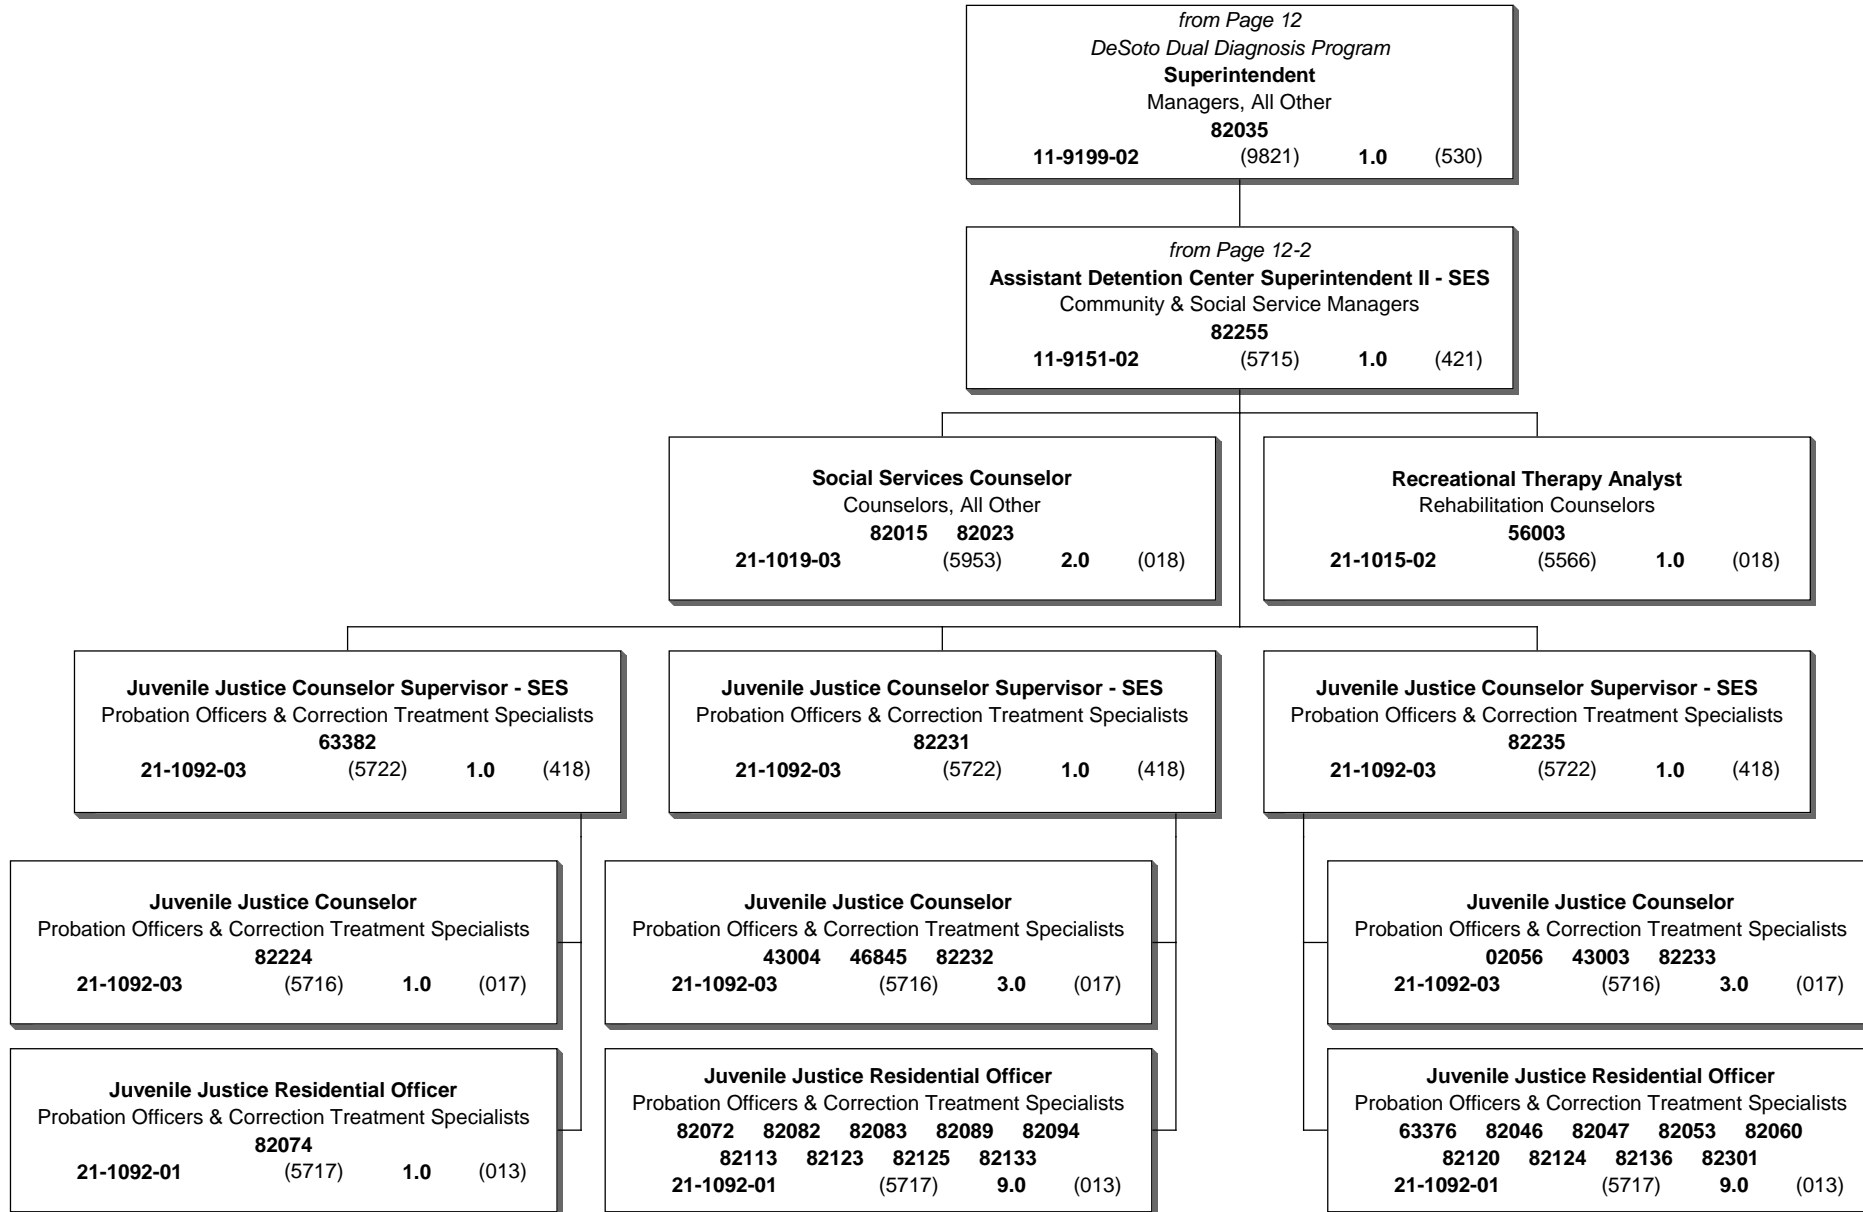 from Page 12
DeSoto Dual Diagnosis Program
Superintendent
Managers, All Other
82035
11-9199-02 (9821) 1.0 (530)
from Page 12-2
Assistant Detention Center Superintendent II - SES
Community & Social Service Managers
82255
11-9151-02 (5715) 1.0 (421)
Social Services Counselor
Counselors, All Other
82015 82023
21-1019-03 (5953) 2.0 (018)
Recreational Therapy Analyst
Rehabilitation Counselors
56003
21-1015-02 (5566) 1.0 (018)
Juvenile Justice Counselor Supervisor - SES
Probation Officers & Correction Treatment Specialists
63382
21-1092-03 (5722) 1.0 (418)
Juvenile Justice Counselor Supervisor - SES
Probation Officers & Correction Treatment Specialists
82231
21-1092-03 (5722) 1.0 (418)
Juvenile Justice Counselor Supervisor - SES
Probation Officers & Correction Treatment Specialists
82235
21-1092-03 (5722) 1.0 (418)
Juvenile Justice Counselor
Probation Officers & Correction Treatment Specialists
82224
21-1092-03 (5716) 1.0 (017)
Juvenile Justice Counselor
Probation Officers & Correction Treatment Specialists
43004 46845 82232
21-1092-03 (5716) 3.0 (017)
Juvenile Justice Counselor
Probation Officers & Correction Treatment Specialists
02056 43003 82233
21-1092-03 (5716) 3.0 (017)
Juvenile Justice Residential Officer
Probation Officers & Correction Treatment Specialists
82074
21-1092-01 (5717) 1.0 (013)
Juvenile Justice Residential Officer
Probation Officers & Correction Treatment Specialists
82072 82082 82083 82089 82094
82113 82123 82125 82133
21-1092-01 (5717) 9.0 (013)
Juvenile Justice Residential Officer
Probation Officers & Correction Treatment Specialists
63376 82046 82047 82053 82060
82120 82124 82136 82301
21-1092-01 (5717) 9.0 (013)